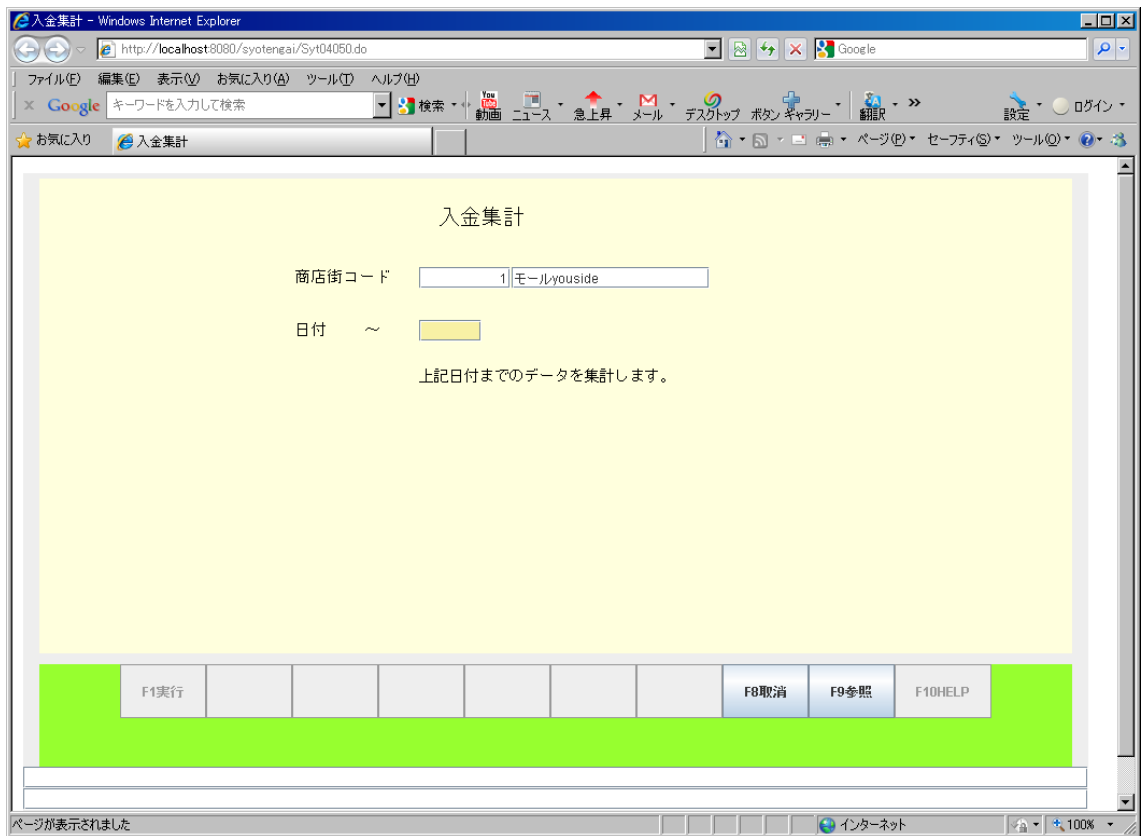 入金集計 - Windows Internet Explorer
http://localhost:8080/syotengai/Syt04050.do
Google
ファイル(F) 編集(E) 表示(V) お気に入り(A) ツール(T) ヘルプ(H)
× Google キーワードを入力して検索 検索 You Tube 動画 ニュース 急上昇 メール デスクトップ ボタン ギャラリー 翻訳 » 設定 ログイン
お気に入り 入金集計 ページ(P) セーフティ(S) ツール(O)
入金集計
商店街コード 1 モールyouside
日付 ～
上記日付までのデータを集計します。
F1実行 F8取消 F9参照 F10HELP
ページが表示されました インターネット 100%